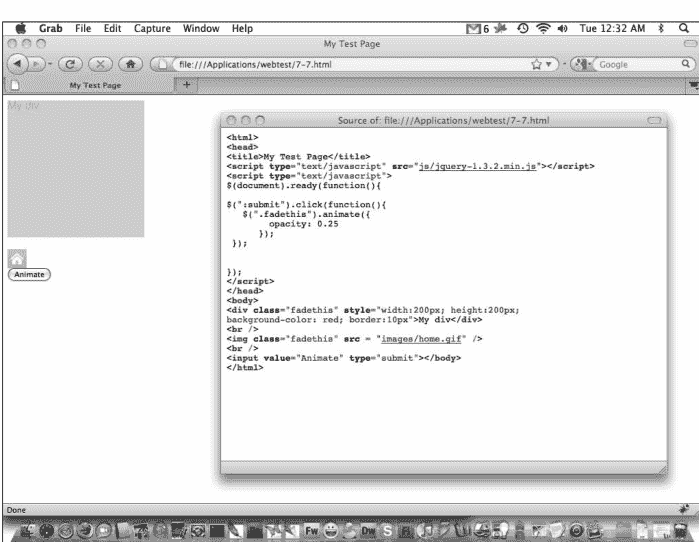 Grab File Edit Capture Window Help 6 Tue 12:32 AM
My Test Page
file:///Applications/webtest/7-7.html Google
My Test Page +
My div
Animate
Source of: file:///Applications/webtest/7-7.html
<html>
<head>
<title>My Test Page</title>
<script type="text/javascript" src="js/jquery-1.3.2.min.js"></script>
<script type="text/javascript">
$(document).ready(function(){
$(":submit").click(function(){
$(".fadethis").animate({
opacity: 0.25
});
});
});
</script>
</head>
<body>
<div class="fadethis" style="width:200px; height:200px;
background-color: red; border:10px">My div</div>
<br />
<img class="fadethis" src = "images/home.gif" />
<br />
<input value="Animate" type="submit"></body>
</html>
Done
Fw Dw S Fl